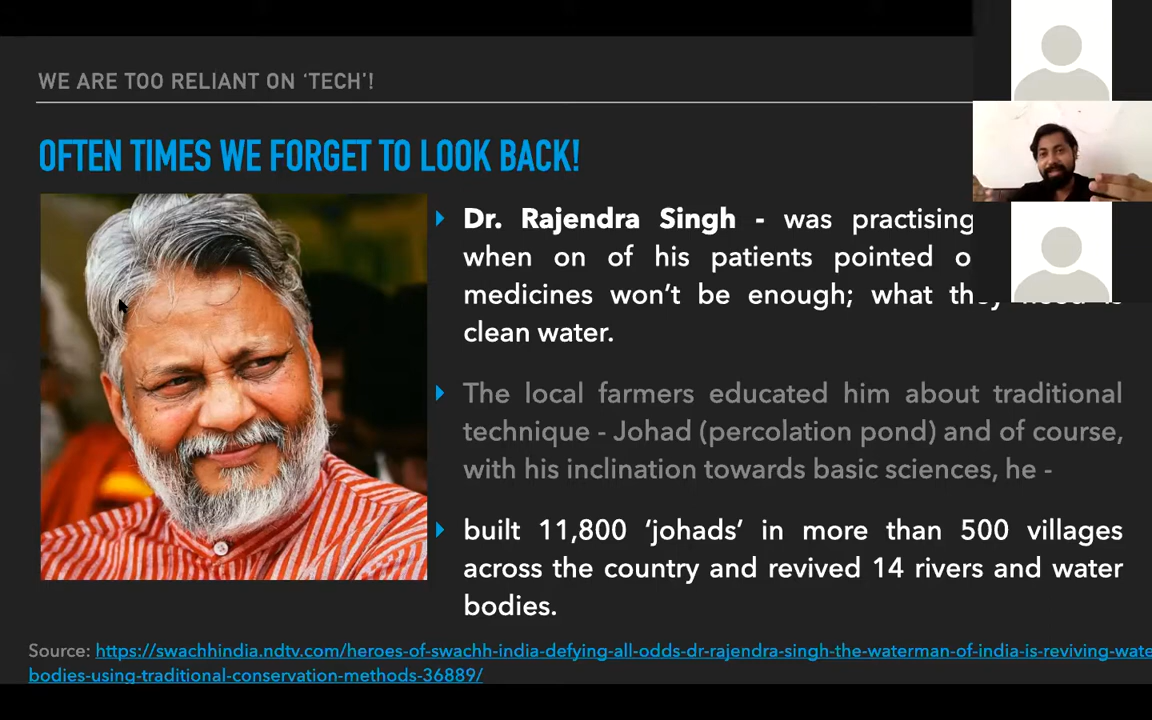 WE ARE TOO RELIANT ON ‘TECH’!
OFTEN TIMES WE FORGET TO LOOK BACK!
Dr. Rajendra Singh - was practising
when on of his patients pointed
medicines won’t be enough; what they need is
clean water.
The local farmers educated him about traditional
technique - Johad (percolation pond) and of course,
with his inclination towards basic sciences, he -
built 11,800 ‘johads’ in more than 500 villages
across the country and revived 14 rivers and water
bodies.
Source: https://swachhindia.ndtv.com/heroes-of-swachh-india-defying-all-odds-dr-rajendra-singh-the-waterman-of-india-is-reviving-wate
bodies-using-traditional-conservation-methods-36889/